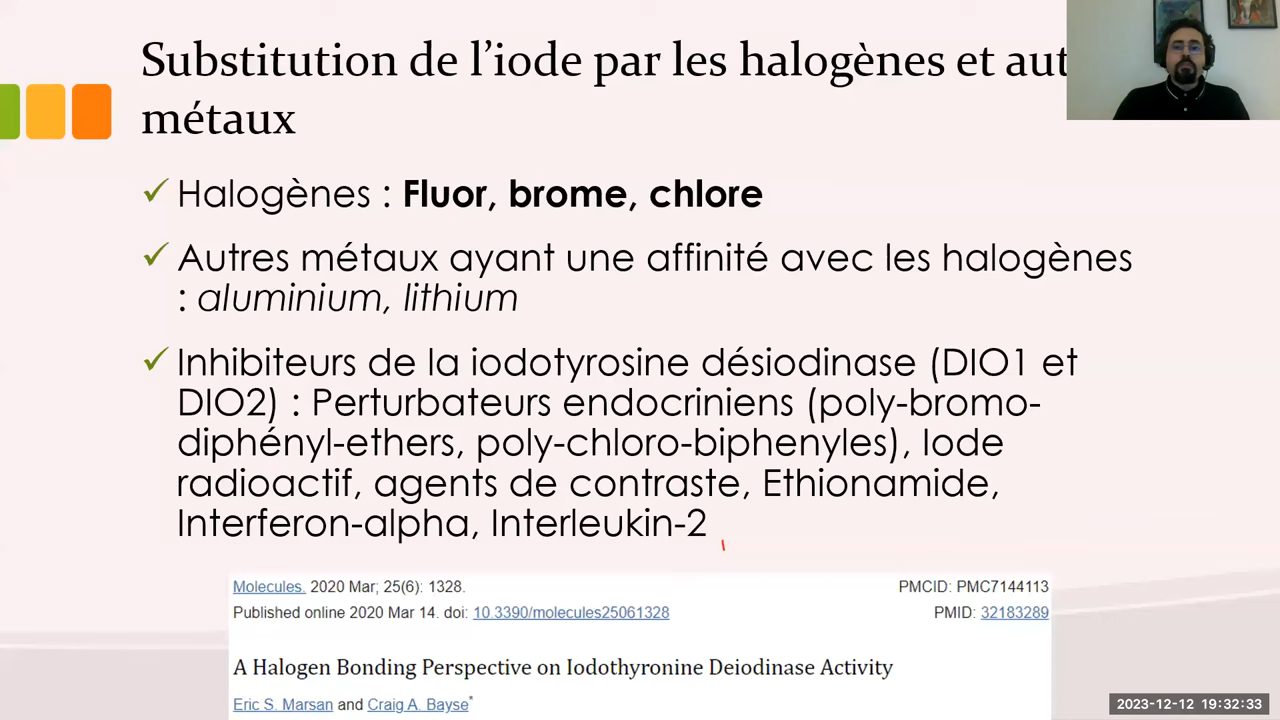 Substitution de l’iode par les halogènes et aut
métaux
Halogènes : Fluor, brome, chlore
Autres métaux ayant une affinité avec les halogènes
: aluminium, lithium
Inhibiteurs de la iodotyrosine désiodinase (DIO1 et
DIO2) : Perturbateurs endocriniens (poly-bromo-
diphényl-ethers, poly-chloro-biphenyles), Iode
radioactif, agents de contraste, Ethionamide,
Interferon-alpha, Interleukin-2
Molecules. 2020 Mar; 25(6): 1328. PMCID: PMC7144113
Published online 2020 Mar 14. doi: 10.3390/molecules25061328 PMID: 32183289
A Halogen Bonding Perspective on Iodothyronine Deiodinase Activity
Eric S. Marsan and Craig A. Bayse*
2023-12-12 19:32:33